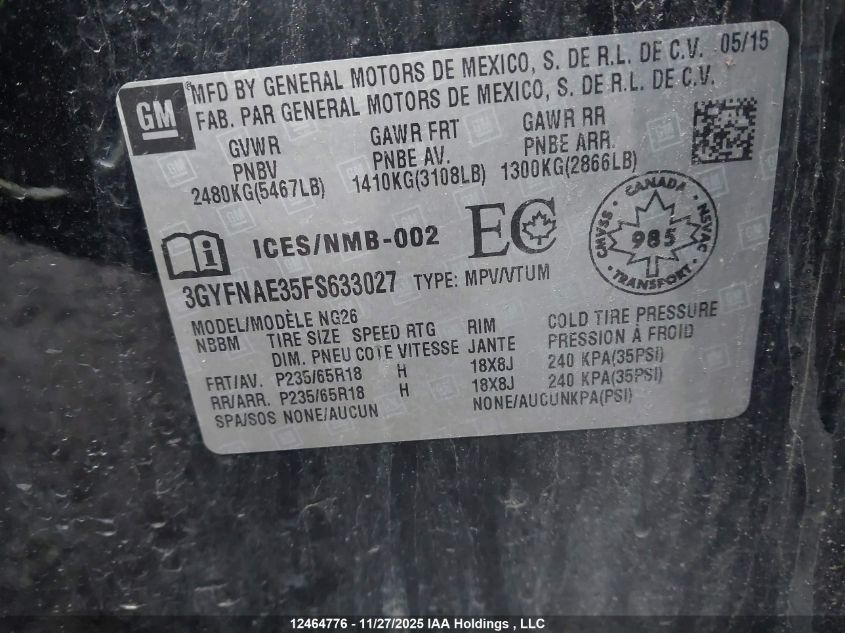 GM
MFD BY GENERAL MOTORS DE MEXICO, S. DE R.L. DE C.V. 05/15
FAB. PAR GENERAL MOTORS DE MEXICO, S. DE R.L. DE C.V.
GVWR GAWR FRT GAWR RR
PNBV PNBE AV. PNBE ARR.
2480KG(5467LB) 1410KG(3108LB) 1300KG(2866LB)
ICES/NMB-002 EC
CANADA
CMVSS 985 NSVAC
TRANSPORT
3GYFNAE35FS633027 TYPE: MPV/VTUM
MODEL/MODÈLE NG26
NBBM TIRE SIZE SPEED RTG RIM COLD TIRE PRESSURE
DIM. PNEU COTE VITESSE JANTE PRESSION À FROID
FRT/AV. P235/65R18 H 18X8J 240 KPA(35PSI)
RR/ARR. P235/65R18 H 18X8J 240 KPA(35PSI)
SPA/SOS NONE/AUCUN NONE/AUCUNKPA(PSI)
12464776 - 11/27/2025 IAA Holdings , LLC